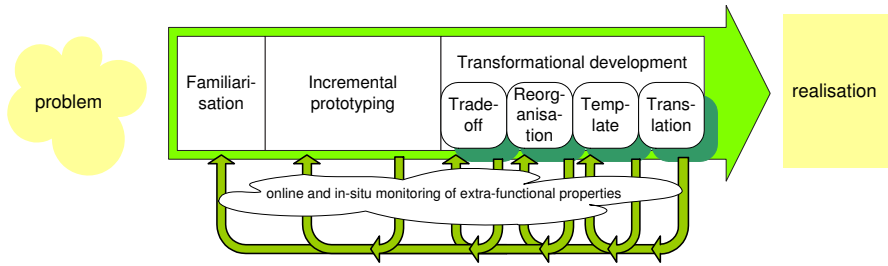 problem
Familiari-
sation
Incremental
prototyping
Transformational development
Trade-
off
Reorg-
anisa-
tion
Temp-
late
Trans-
lation
realisation
online and in-situ monitoring of extra-functional properties